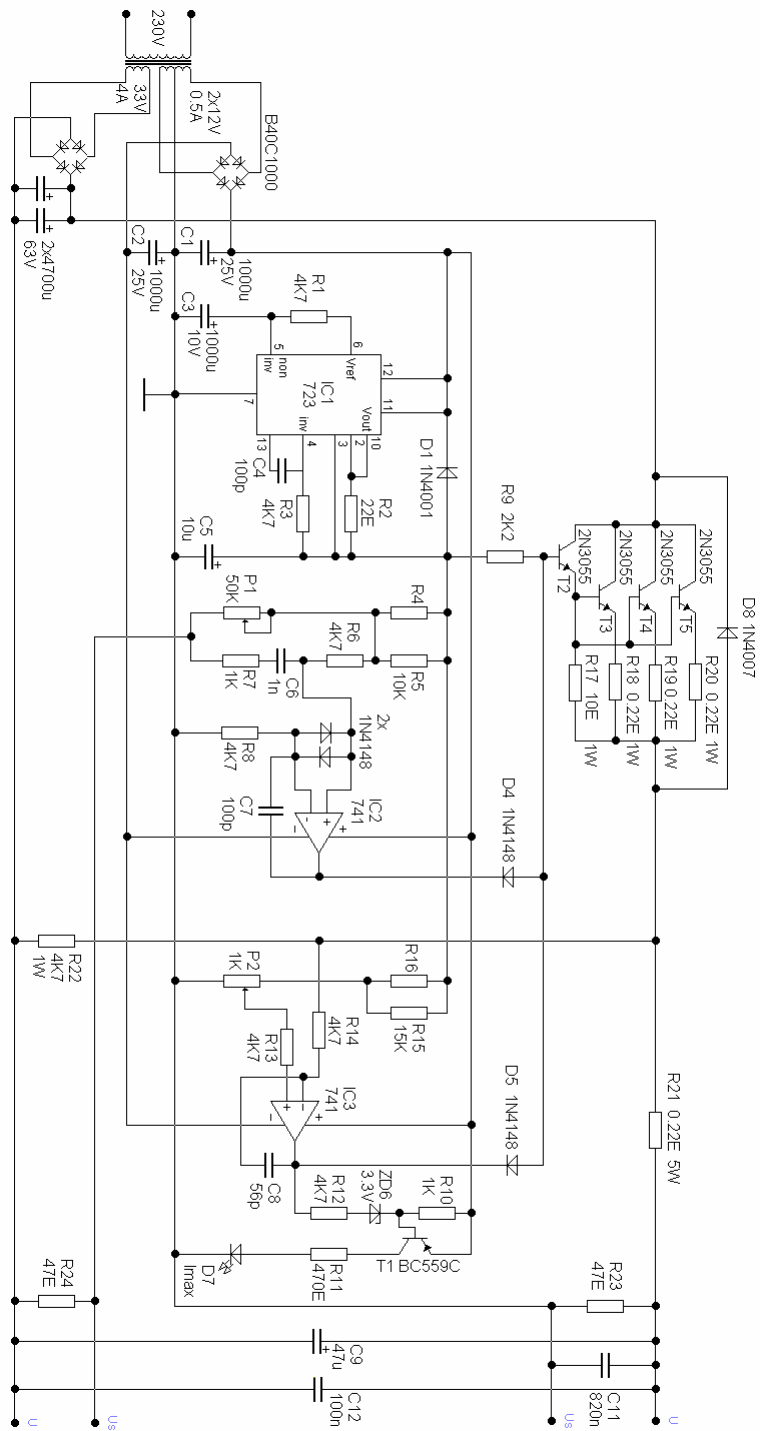 230V
33V
4A
2x12V
0.5A
B40C1000
2x4700u
63V
C2
1000u
25V
C1
1000u
25V
C3
1000u
10V
R1
4K7
5
6
non
inv
Vref
IC1
723
12
11
7
inv
Vout
13
4
3
2
10
C4
100p
R3
4K7
R2
22E
D1 1N4001
C5
10u
R9 2K2
2N3055
T2
2N3055
T3
2N3055
T4
2N3055
T5
D8 1N4007
R17 10E
1W
R18 0.22E
1W
R19 0.22E
1W
R20 0.22E
1W
P1
50K
R4
R6
4K7
R5
10K
R7
1K
C6
1n
2x
1N4148
R8
4K7
C7
100p
IC2
741
D4 1N4148
R22
4K7
1W
P2
1K
R16
R15
15K
R13
4K7
R14
4K7
IC3
741
D5 1N4148
R21 0.22E 5W
C8
56p
R12
4K7
ZD6
3.3V
R10
1K
T1 BC559C
R11
470E
D7
Imax
R24
47E
R23
47E
C9
47u
C12
100n
C11
820n
U
Us
Us
U